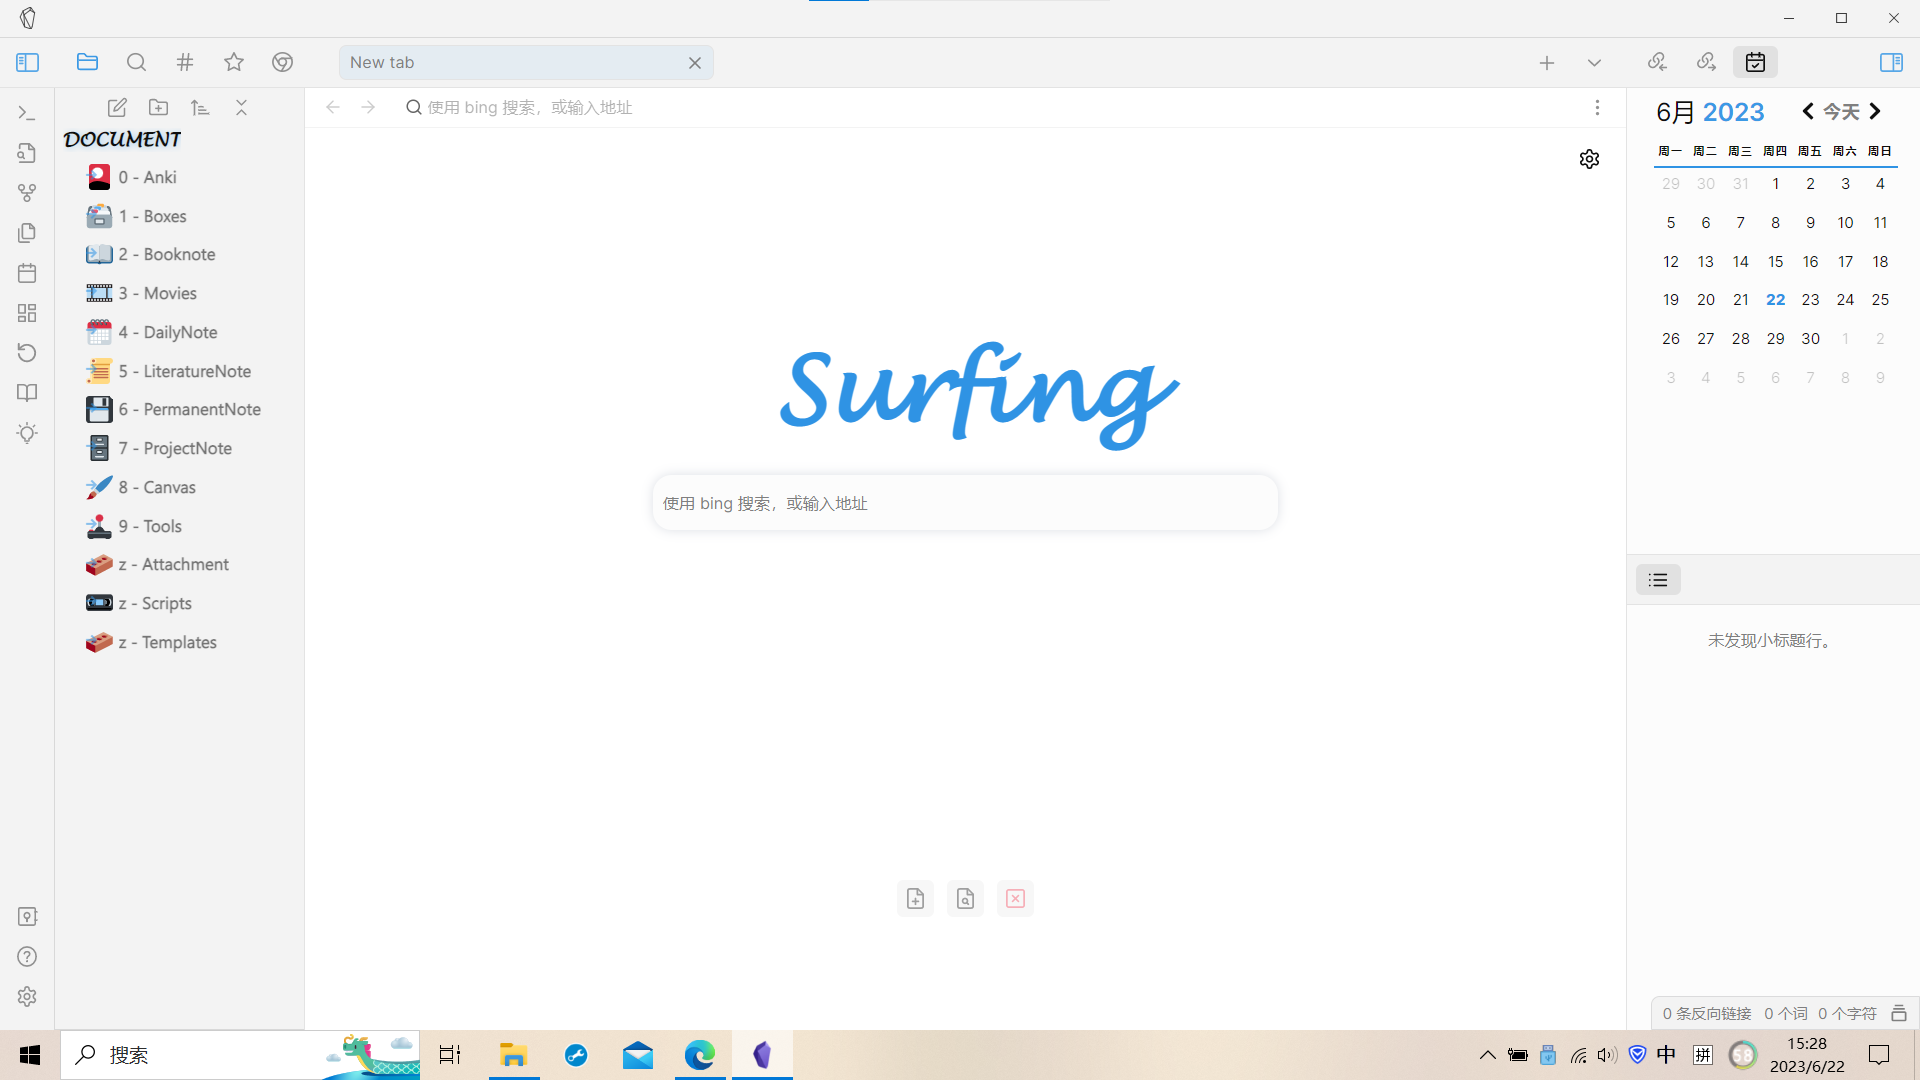 New tab
使用 bing 搜索，或输入地址
DOCUMENT
0 - Anki
1 - Boxes
2 - Booknote
3 - Movies
4 - DailyNote
5 - LiteratureNote
6 - PermanentNote
7 - ProjectNote
8 - Canvas
9 - Tools
z - Attachment
z - Scripts
z - Templates
Surfing
使用 bing 搜索，或输入地址
6月 2023 今天
周一 周二 周三 周四 周五 周六 周日
29 30 31 1 2 3 4
5 6 7 8 9 10 11
12 13 14 15 16 17 18
19 20 21 22 23 24 25
26 27 28 29 30 1 2
3 4 5 6 7 8 9
未发现小标题行。
0 条反向链接 0 个词 0 个字符
搜索
中 拼 58
15:28
2023/6/22